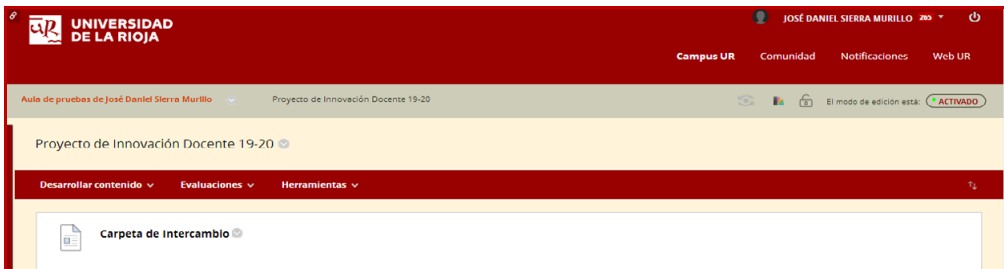 UNIVERSIDAD
DE LA RIOJA
JOSÉ DANIEL SIERRA MURILLO 265
Campus UR Comunidad Notificaciones Web UR
Aula de pruebas de José Daniel Sierra Murillo Proyecto de Innovación Docente 19-20
El modo de edición está: ACTIVADO
Proyecto de Innovación Docente 19-20
Desarrollar contenido Evaluaciones Herramientas
Carpeta de Intercambio